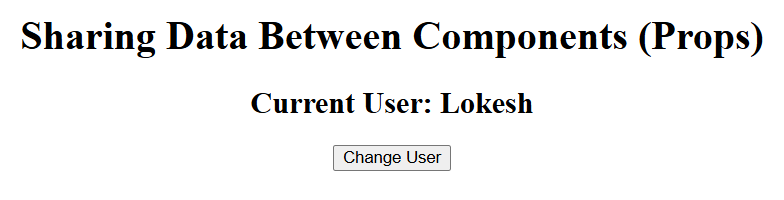 Sharing Data Between Components (Props)
Current User: Lokesh
Change User